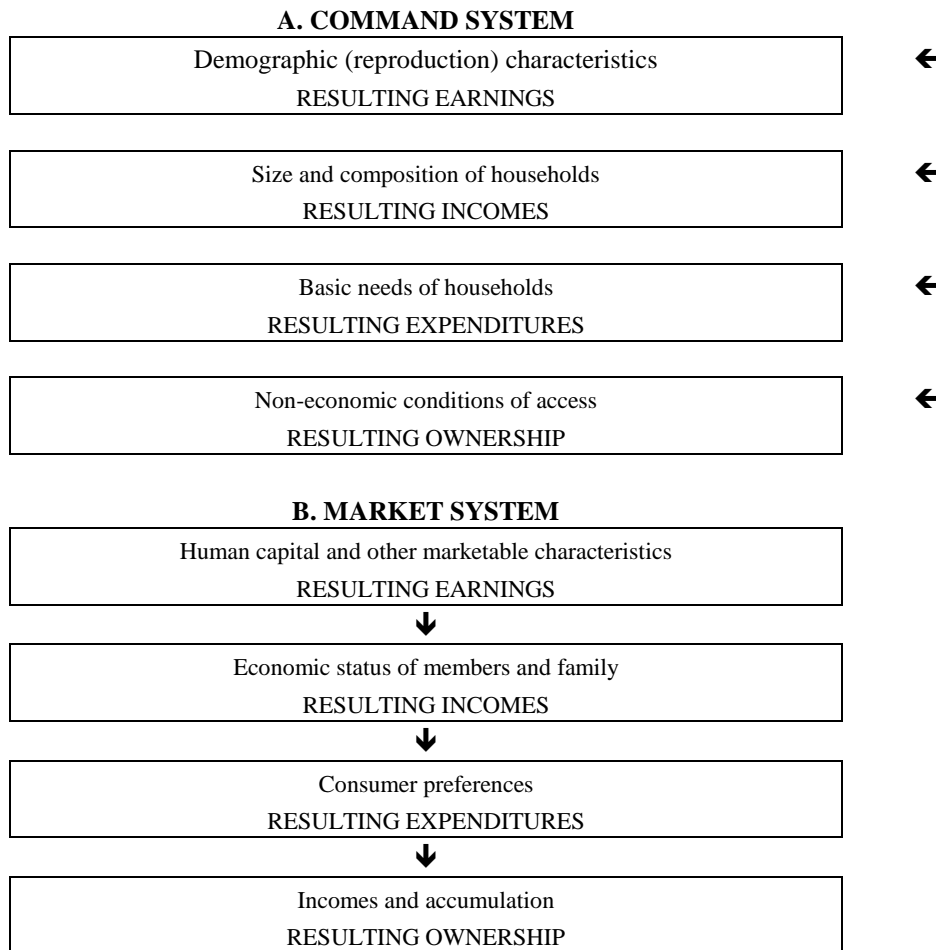 A. COMMAND SYSTEM
Demographic (reproduction) characteristics
RESULTING EARNINGS
Size and composition of households
RESULTING INCOMES
Basic needs of households
RESULTING EXPENDITURES
Non-economic conditions of access
RESULTING OWNERSHIP
B. MARKET SYSTEM
Human capital and other marketable characteristics
RESULTING EARNINGS
Economic status of members and family
RESULTING INCOMES
Consumer preferences
RESULTING EXPENDITURES
Incomes and accumulation
RESULTING OWNERSHIP